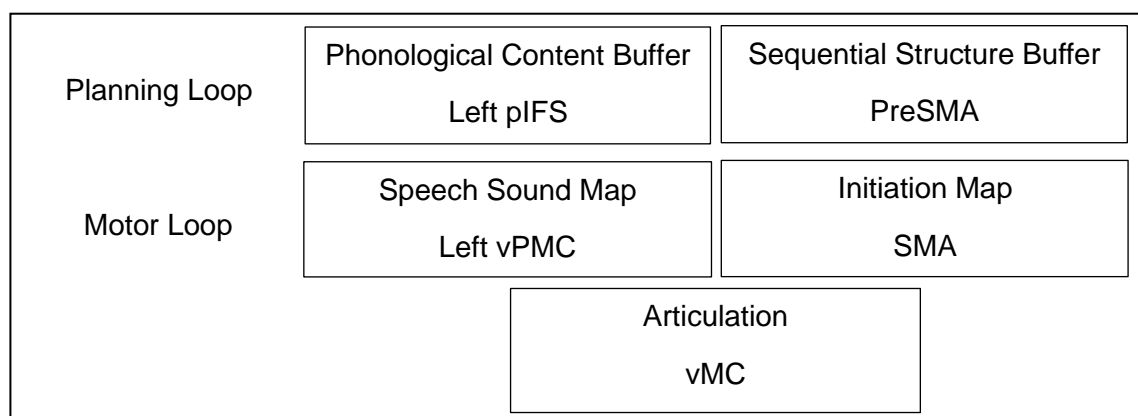 Planning Loop
Phonological Content Buffer
Left pIFS
Sequential Structure Buffer
PreSMA
Motor Loop
Speech Sound Map
Left vPMC
Initiation Map
SMA
Articulation
vMC